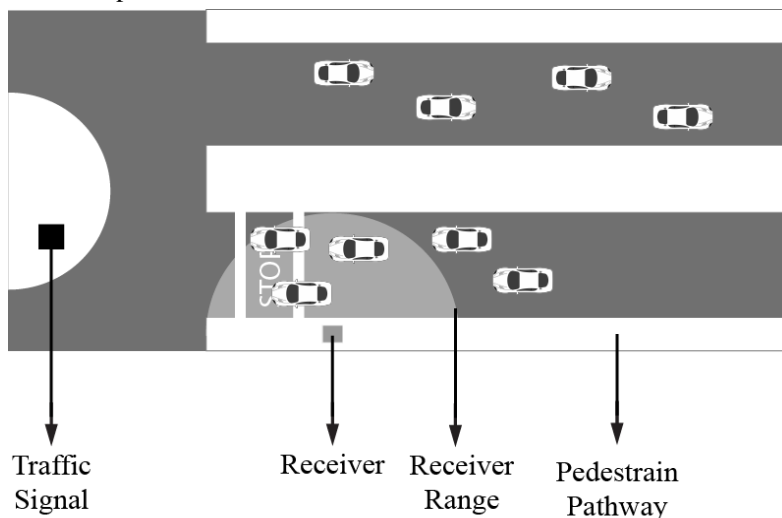 STOP
Traffic
Signal
Receiver
Receiver
Range
Pedestrain
Pathway